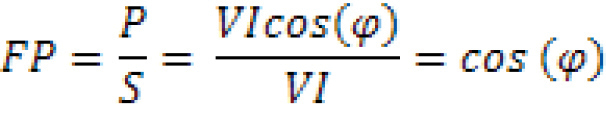 FP = P/S = VIcos(φ)/VI = cos (φ)